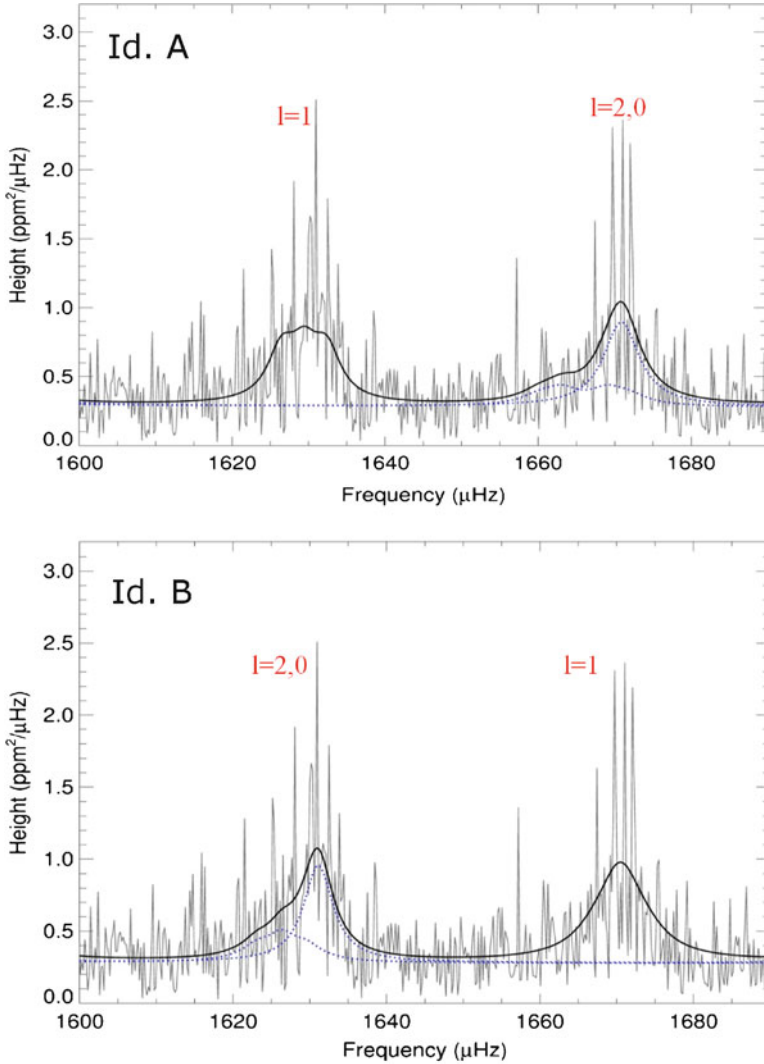 Id. A
l=1
l=2,0
3.0
2.5
2.0
1.5
1.0
0.5
0.0
Height (ppm²/μHz)
1600 1620 1640 1660 1680
Frequency (μHz)
Id. B
l=2,0
l=1
3.0
2.5
2.0
1.5
1.0
0.5
0.0
Height (ppm²/μHz)
1600 1620 1640 1660 1680
Frequency (μHz)